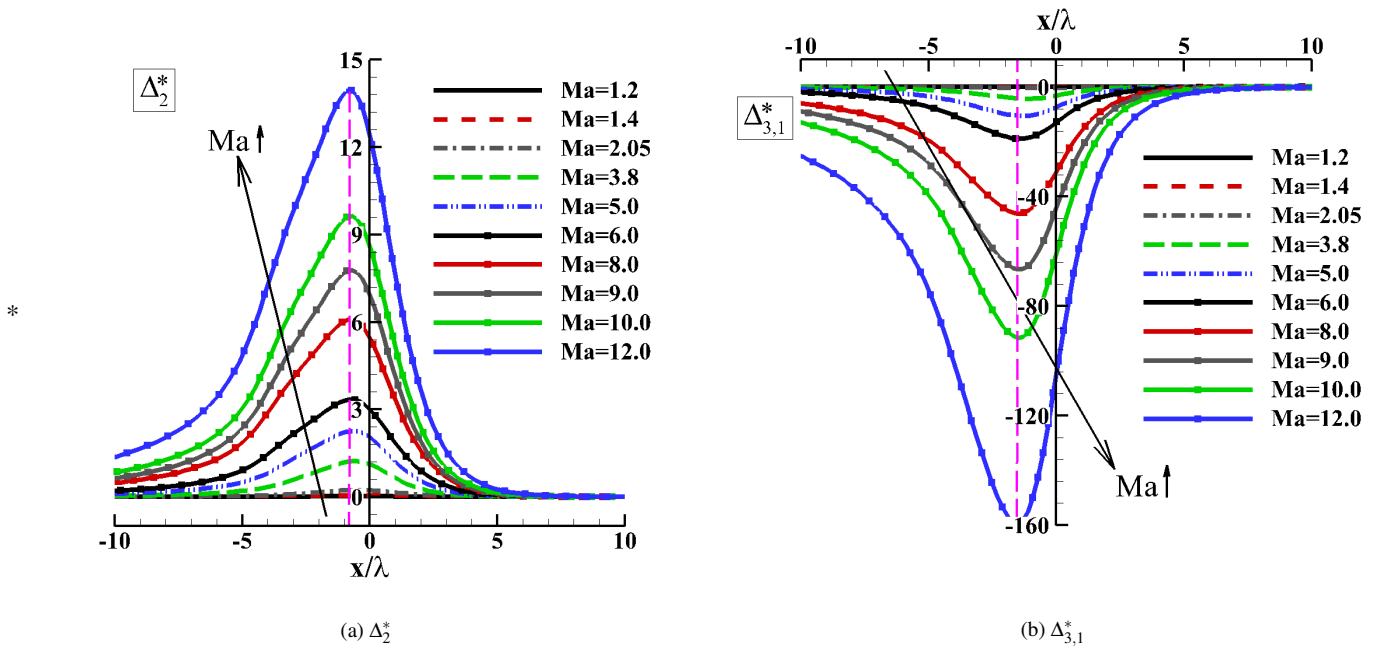 *
15
12
9
6
3
0
-10
-5
0
5
10
x/λ
Δ*2
Ma
Ma=1.2
Ma=1.4
Ma=2.05
Ma=3.8
Ma=5.0
Ma=6.0
Ma=8.0
Ma=9.0
Ma=10.0
Ma=12.0
(a) Δ*2
x/λ
-10
-5
0
5
10
0
-40
-80
-120
-160
Δ*3,1
Ma=1.2
Ma=1.4
Ma=2.05
Ma=3.8
Ma=5.0
Ma=6.0
Ma=8.0
Ma=9.0
Ma=10.0
Ma=12.0
Ma
(b) Δ*3,1